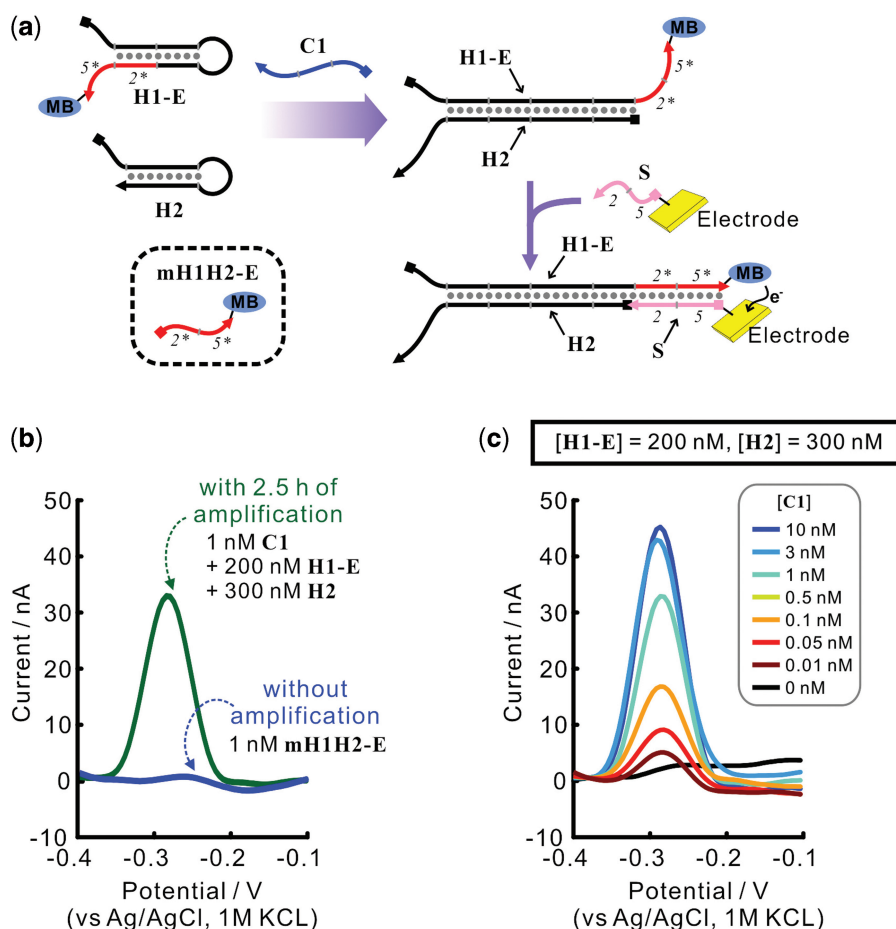 (a)
C1
5*
2*
H1-E
MB
H2
mH1H2-E
MB
2*
5*
MB
H1-E
5*
2*
H2
S
2
5
Electrode
H1-E
2*
5*
MB
e-
H2
2
5
S
Electrode
(b)
with 2.5 h of
amplification
1 nM C1
+ 200 nM H1-E
+ 300 nM H2
without
amplification
1 nM mH1H2-E
Current / nA
50
40
30
20
10
0
-10
-0.4
-0.3
-0.2
-0.1
Potential / V
(vs Ag/AgCl, 1M KCL)
(c)
[H1-E] = 200 nM, [H2] = 300 nM
[C1]
10 nM
3 nM
1 nM
0.5 nM
0.1 nM
0.05 nM
0.01 nM
0 nM
Current / nA
50
40
30
20
10
0
-10
-0.4
-0.3
-0.2
-0.1
Potential / V
(vs Ag/AgCl, 1M KCL)